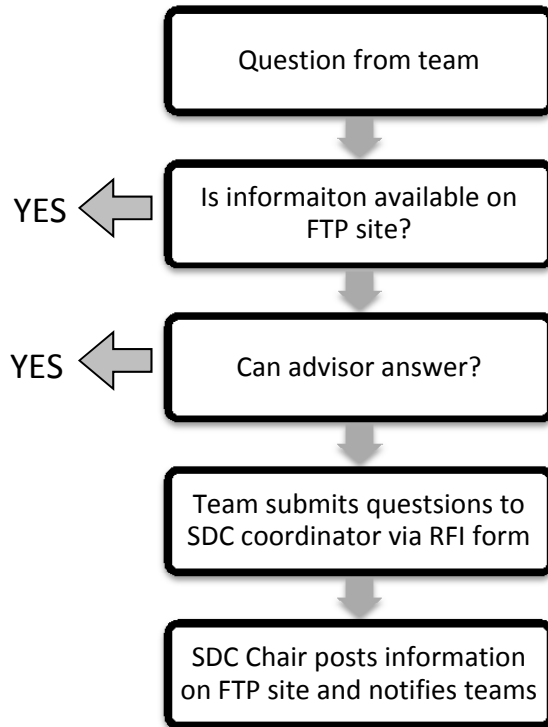 Question from team
YES
Is informaiton available on
FTP site?
YES
Can advisor answer?
Team submits questsions to
SDC coordinator via RFI form
SDC Chair posts information
on FTP site and notifies teams